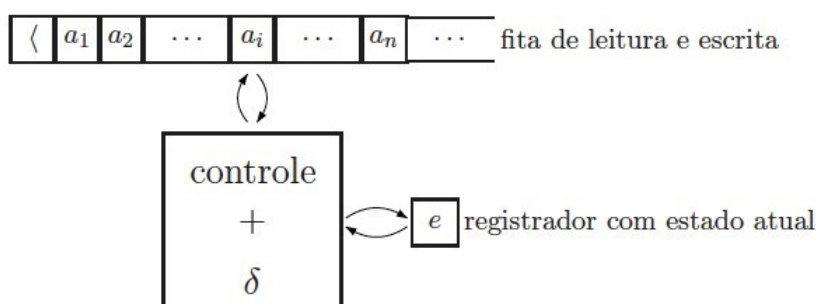 ⟨ a₁ a₂ ⋯ aᵢ ⋯ aₙ ⋯ fita de leitura e escrita
controle
+
e registrador com estado atual
δ